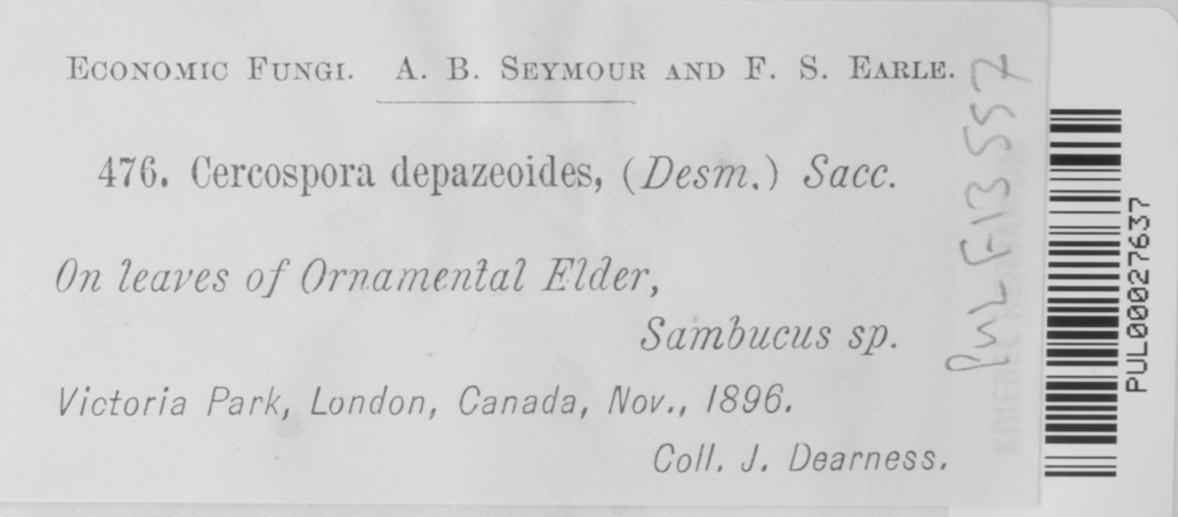 ECONOMIC FUNGI. A. B. SEYMOUR AND F. S. EARLE.
476. Cercospora depazeoides, (Desm.) Sacc.
On leaves of Ornamental Elder,
Sambucus sp.
Victoria Park, London, Canada, Nov., 1896.
Coll. J. Dearness.
PUL F13557
PUL00027637